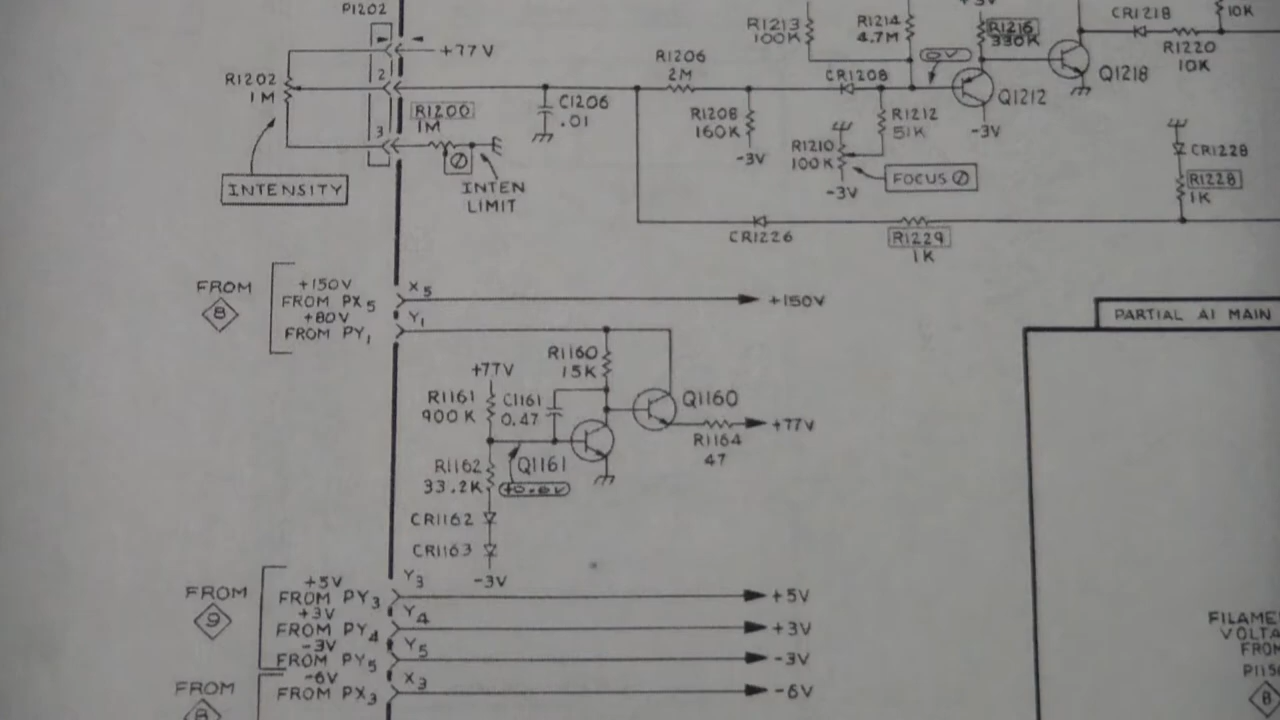 P1202
+77V
R1202
1M
2
3
R1200
1M
INTENSITY
INTEN
LIMIT
C1206
.01
R1206
2M
R1213
100K
R1214
4.7M
R1208
160K
-3V
CR1208
0V
R1212
51K
R1210
100K
-3V
FOCUS
R1216
330K
Q1212
-3V
Q1218
CR1218
R1220
10K
10K
CR1228
R1228
1K
CR1226
R1229
1K
FROM
8
+150V
FROM PX5
+80V
FROM PY1
X5
Y1
+150V
R1160
15K
+77V
R1161
900K
C1161
0.47
Q1160
+77V
R1164
47
R1162
33.2K
Q1161
+0.6V
CR1162
CR1163
-3V
FROM
9
+5V
FROM PY3
+3V
FROM PY4
-3V
FROM PY5
Y3
Y4
Y5
+5V
+3V
-3V
FROM
8
-6V
FROM PX3
X3
-6V
PARTIAL A1 MAIN
FROM
8